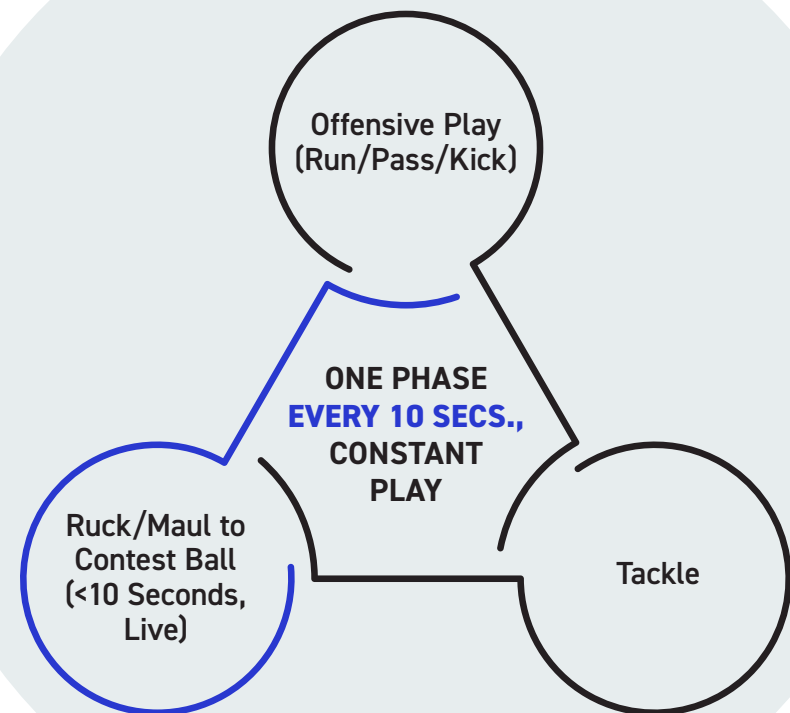 Offensive Play
(Run/Pass/Kick)
ONE PHASE
EVERY 10 SECS.,
CONSTANT
PLAY
Ruck/Maul to
Contest Ball
(<10 Seconds,
Live)
Tackle